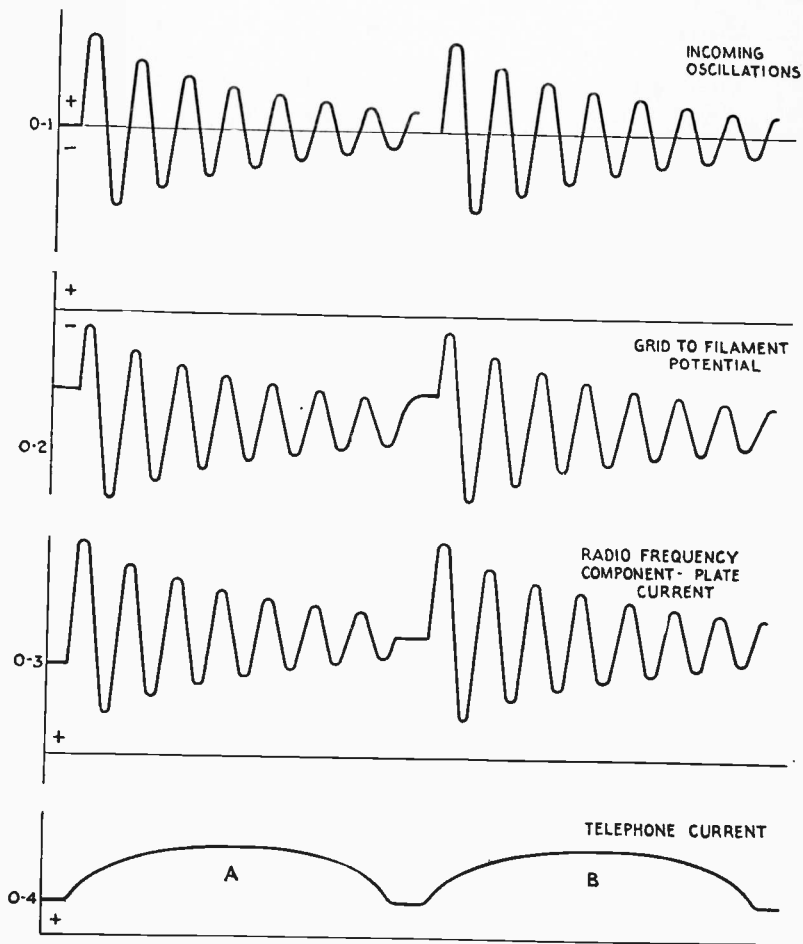 INCOMING
OSCILLATIONS
+
0-1
−
+
−
GRID TO FILAMENT
POTENTIAL
0-2
RADIO FREQUENCY
COMPONENT- PLATE
CURRENT
0-3
+
TELEPHONE CURRENT
A
B
0-4
+